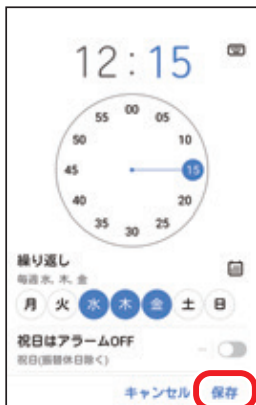 12:15
00
55 05
50 10
45 15
40 20
35 25
30
繰り返し
毎週 水, 木, 金
月 火 水 木 金 土 日
祝日はアラームOFF
祝日(振替休日除く)
キャンセル 保存